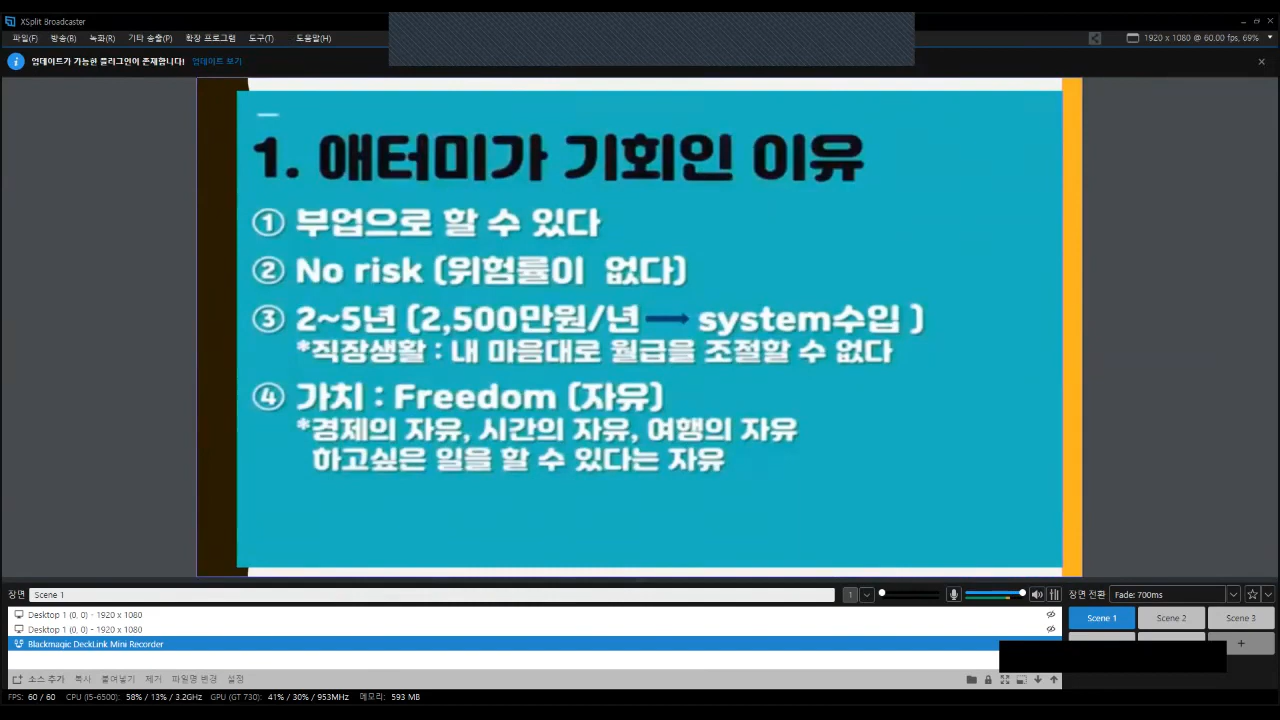 XSplit Broadcaster
파일(F) 방송(B) 녹화(R) 기타 송출(P) 확장 프로그램 도구(T) 도움말(H)
1920 x 1080 @ 60.00 fps, 69%
업데이트가 가능한 플러그인이 존재합니다! 업데이트 보기
1. 애터미가 기회인 이유
① 부업으로 할 수 있다
② No risk (위험률이 없다)
③ 2~5년 (2,500만원/년 → system수입 )
*직장생활 : 내 마음대로 월급을 조절할 수 없다
④ 가치 : Freedom (자유)
*경제의 자유, 시간의 자유, 여행의 자유
하고싶은 일을 할 수 있다는 자유
장면 Scene 1 1 장면 전환 Fade: 700ms
Desktop 1 (0, 0) - 1920 x 1080
Desktop 1 (0, 0) - 1920 x 1080
Blackmagic DeckLink Mini Recorder
Scene 1 Scene 2 Scene 3
소스 추가 복사 붙여넣기 제거 파일명 변경 설정
FPS: 60 / 60 CPU (I5-6500): 58% / 13% / 3.2GHz GPU (GT 730): 41% / 30% / 953MHz 메모리: 593 MB